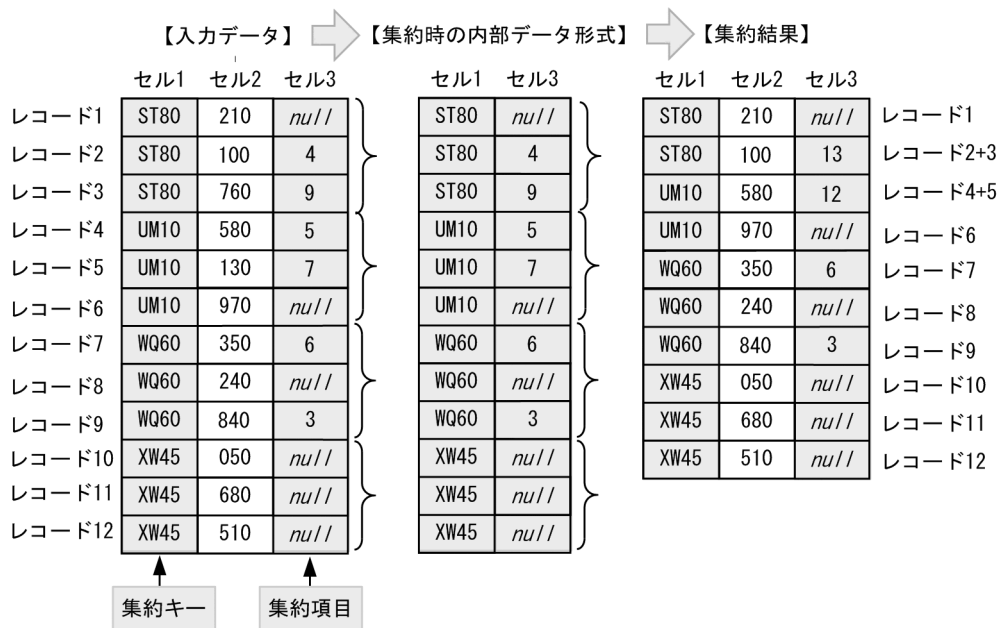 【入力データ】 【集約時の内部データ形式】 【集約結果】
セル1 セル2 セル3 セル1 セル3 セル1 セル2 セル3
レコード1 ST80 210 null ST80 null ST80 210 null レコード1
レコード2 ST80 100 4 ST80 4 ST80 100 13 レコード2+3
レコード3 ST80 760 9 ST80 9 UM10 580 12 レコード4+5
レコード4 UM10 580 5 UM10 5 UM10 970 null レコード6
レコード5 UM10 130 7 UM10 7 WQ60 350 6 レコード7
レコード6 UM10 970 null UM10 null WQ60 240 null レコード8
レコード7 WQ60 350 6 WQ60 6 WQ60 840 3 レコード9
レコード8 WQ60 240 null WQ60 null XW45 050 null レコード10
レコード9 WQ60 840 3 WQ60 3 XW45 680 null レコード11
レコード10 XW45 050 null XW45 null XW45 510 null レコード12
レコード11 XW45 680 null XW45 null
レコード12 XW45 510 null XW45 null
集約キー 集約項目